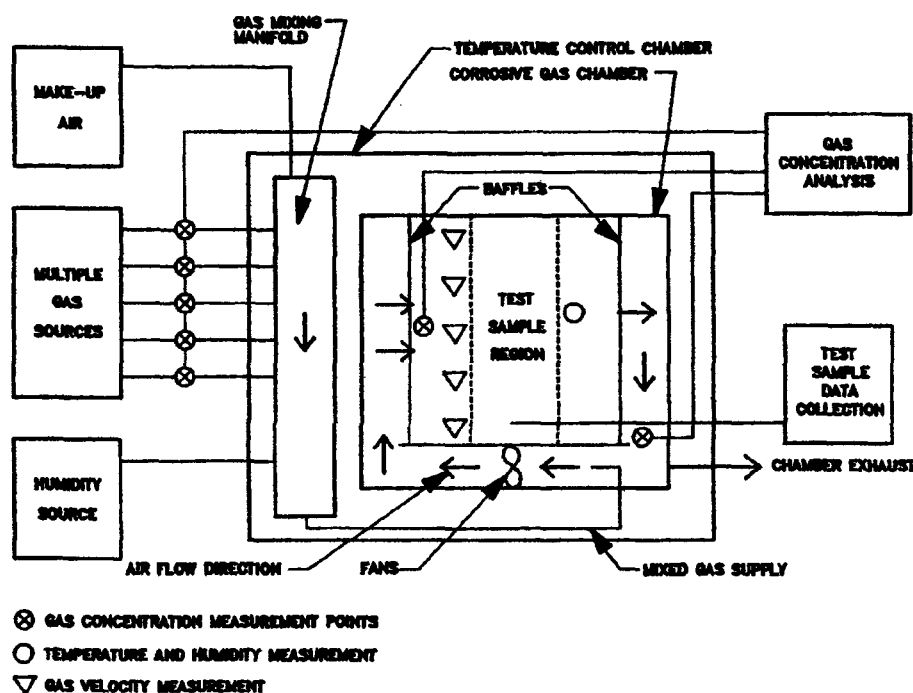 GAS MIXING
MANIFOLD
TEMPERATURE CONTROL CHAMBER
CORROSIVE GAS CHAMBER
MAKE-UP
AIR
GAS
CONCENTRATION
ANALYSIS
BAFFLES
MULTIPLE
GAS
SOURCES
TEST
SAMPLE
REGION
TEST
SAMPLE
DATA
COLLECTION
HUMIDITY
SOURCE
CHAMBER EXHAUST
AIR FLOW DIRECTION
FANS
MIXED GAS SUPPLY
GAS CONCENTRATION MEASUREMENT POINTS
TEMPERATURE AND HUMIDITY MEASUREMENT
GAS VELOCITY MEASUREMENT